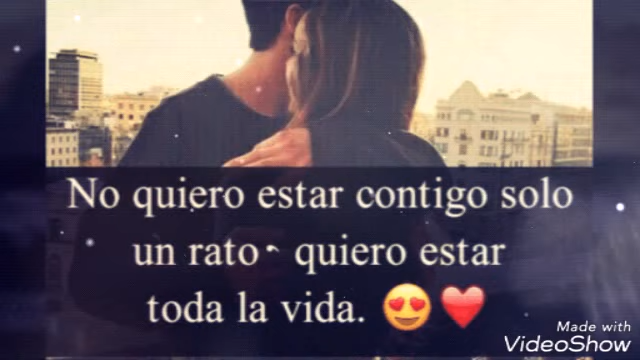 No quiero estar contigo solo
un rato~ quiero estar
toda la vida. 😍❤️
Made with
VideoShow